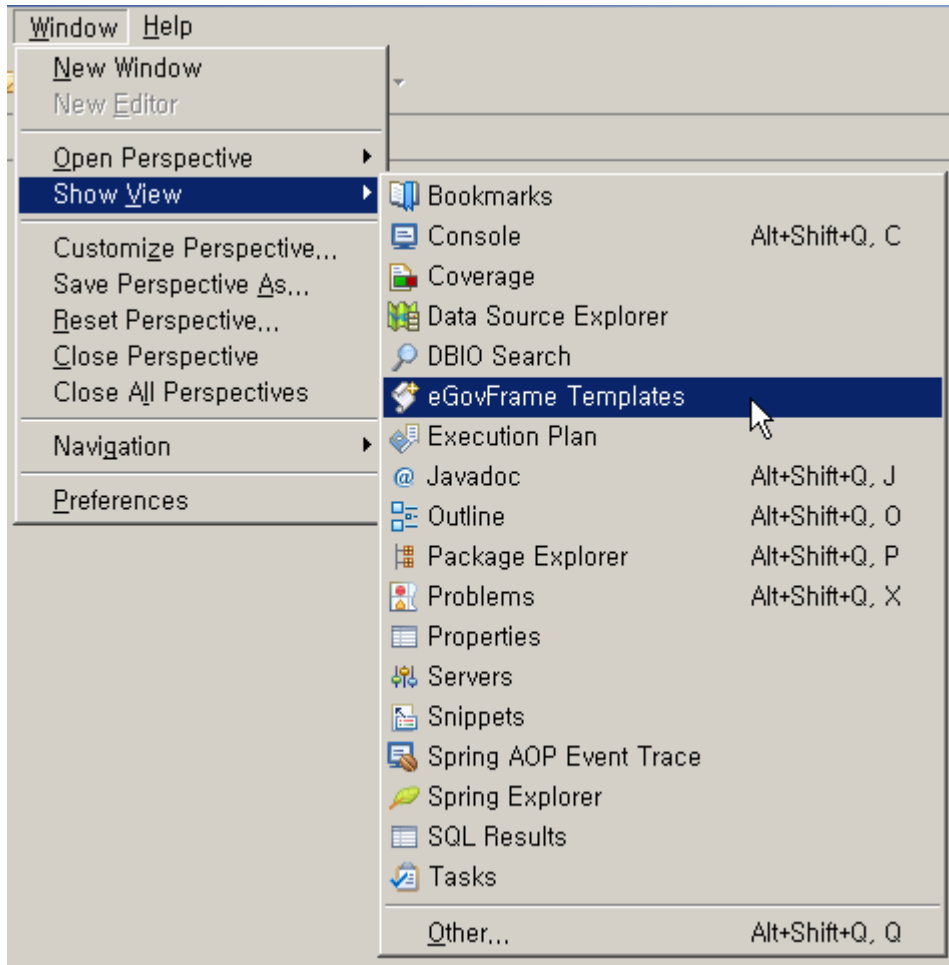 Window Help
New Window
New Editor
Open Perspective
Show View
Customize Perspective...
Save Perspective As...
Reset Perspective...
Close Perspective
Close All Perspectives
Navigation
Preferences
Bookmarks
Console Alt+Shift+Q, C
Coverage
Data Source Explorer
DBIO Search
eGovFrame Templates
Execution Plan
Javadoc Alt+Shift+Q, J
Outline Alt+Shift+Q, O
Package Explorer Alt+Shift+Q, P
Problems Alt+Shift+Q, X
Properties
Servers
Snippets
Spring AOP Event Trace
Spring Explorer
SQL Results
Tasks
Other... Alt+Shift+Q, Q